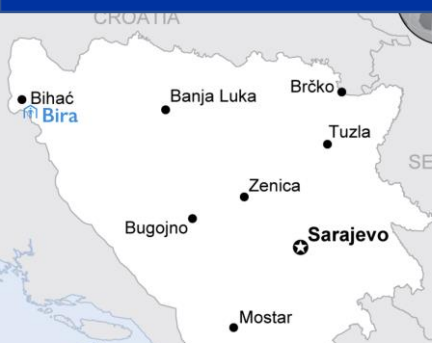 CROATIA
Brčko
Bihać
Banja Luka
Bira
Tuzla
SE
Zenica
Bugojno
Sarajevo
Mostar